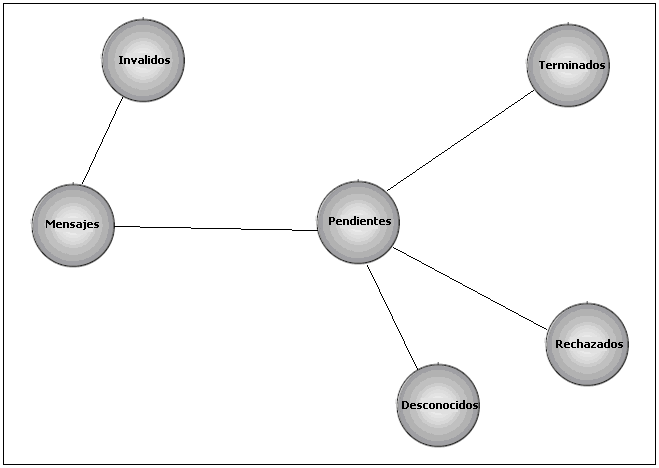 Invalidos
Terminados
Mensajes
Pendientes
Rechazados
Desconocidos